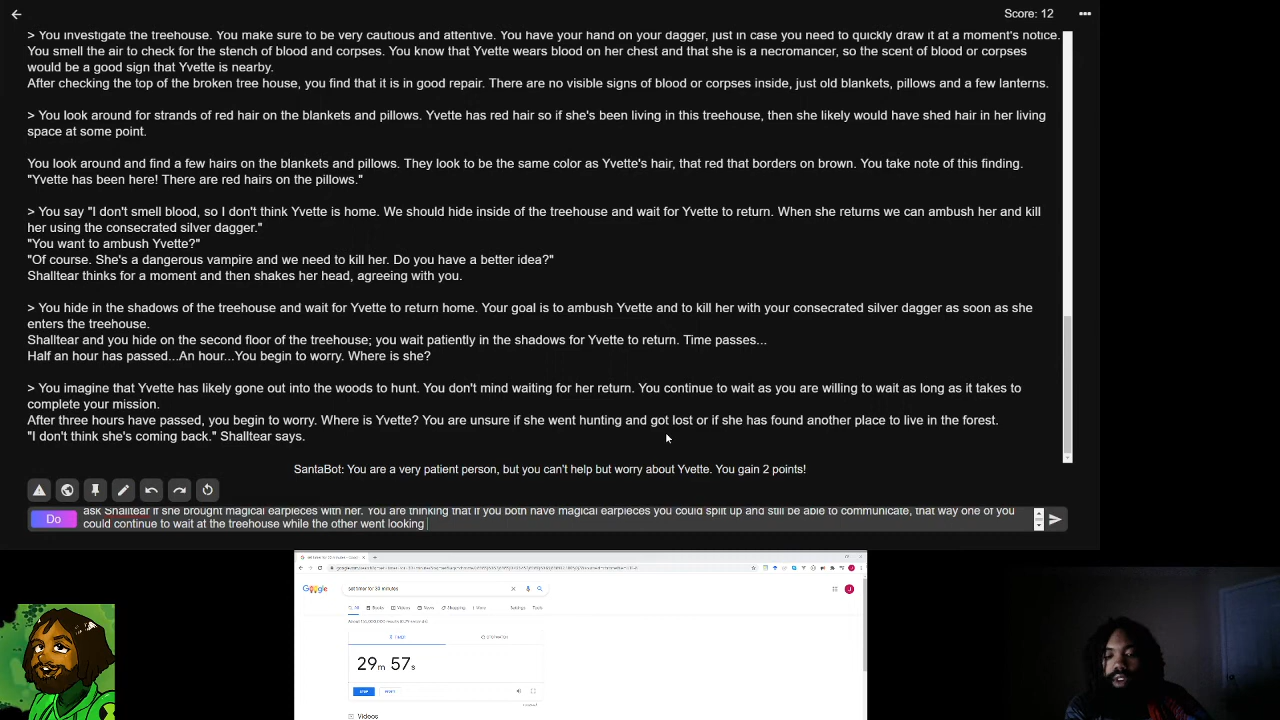 Score: 12
> You investigate the treehouse. You make sure to be very cautious and attentive. You have your hand on your dagger, just in case you need to quickly draw it at a moment's notice.
You smell the air to check for the stench of blood and corpses. You know that Yvette wears blood on her chest and that she is a necromancer, so the scent of blood or corpses
would be a good sign that Yvette is nearby.
After checking the top of the broken tree house, you find that it is in good repair. There are no visible signs of blood or corpses inside, just old blankets, pillows and a few lanterns.
> You look around for strands of red hair on the blankets and pillows. Yvette has red hair so if she's been living in this treehouse, then she likely would have shed hair in her living
space at some point.
You look around and find a few hairs on the blankets and pillows. They look to be the same color as Yvette's hair, that red that borders on brown. You take note of this finding.
"Yvette has been here! There are red hairs on the pillows."
> You say "I don't smell blood, so I don't think Yvette is home. We should hide inside of the treehouse and wait for Yvette to return. When she returns we can ambush her and kill
her using the consecrated silver dagger."
"You want to ambush Yvette?"
"Of course. She's a dangerous vampire and we need to kill her. Do you have a better idea?"
Shalltear thinks for a moment and then shakes her head, agreeing with you.
> You hide in the shadows of the treehouse and wait for Yvette to return home. Your goal is to ambush Yvette and to kill her with your consecrated silver dagger as soon as she
enters the treehouse.
Shalltear and you hide on the second floor of the treehouse; you wait patiently in the shadows for Yvette to return. Time passes...
Half an hour has passed...An hour...You begin to worry. Where is she?
> You imagine that Yvette has likely gone out into the woods to hunt. You don't mind waiting for her return. You continue to wait as you are willing to wait as long as it takes to
complete your mission.
After three hours have passed, you begin to worry. Where is Yvette? You are unsure if she went hunting and got lost or if she has found another place to live in the forest.
"I don't think she's coming back." Shalltear says.
SantaBot: You are a very patient person, but you can't help but worry about Yvette. You gain 2 points!
Do
ask Shalltear if she brought magical earpieces with her. You are thinking that if you both have magical earpieces you could split up and still be able to communicate, that way one of you
could continue to wait at the treehouse while the other went looking
Google
set timer for 30 minutes
All Books Videos News Shopping More Settings Tools
29m 57s
STOP RESET
Videos